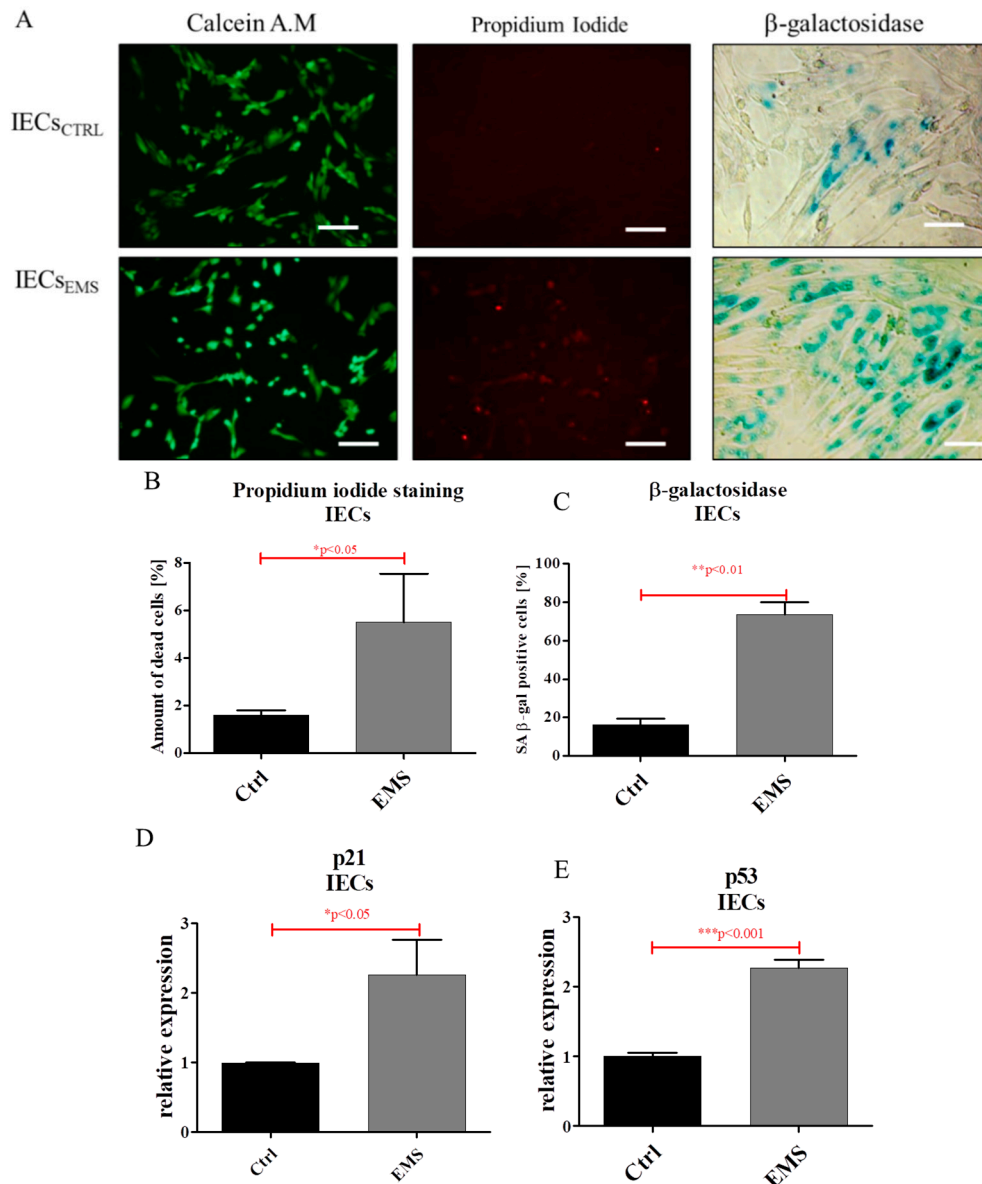 A
Calcein A.M
Propidium Iodide
β-galactosidase
IECsCTRL
IECsEMS
B
Propidium iodide staining
IECs
Amount of dead cells [%]
8
6
4
2
0
*p<0.05
Ctrl
EMS
C
β-galactosidase
IECs
SA β-gal positive cells [%]
100
80
60
40
20
0
**p<0.01
Ctrl
EMS
D
p21
IECs
relative expression
3
2
1
0
*p<0.05
Ctrl
EMS
E
p53
IECs
relative expression
3
2
1
0
***p<0.001
Ctrl
EMS